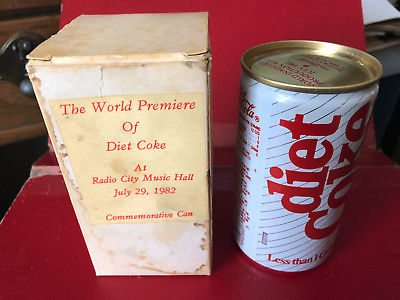 The World Premiere
Of
Diet Coke
At
Radio City Music Hall
July 29, 1982
Commemorative Can
diet
Coke
Less than 1